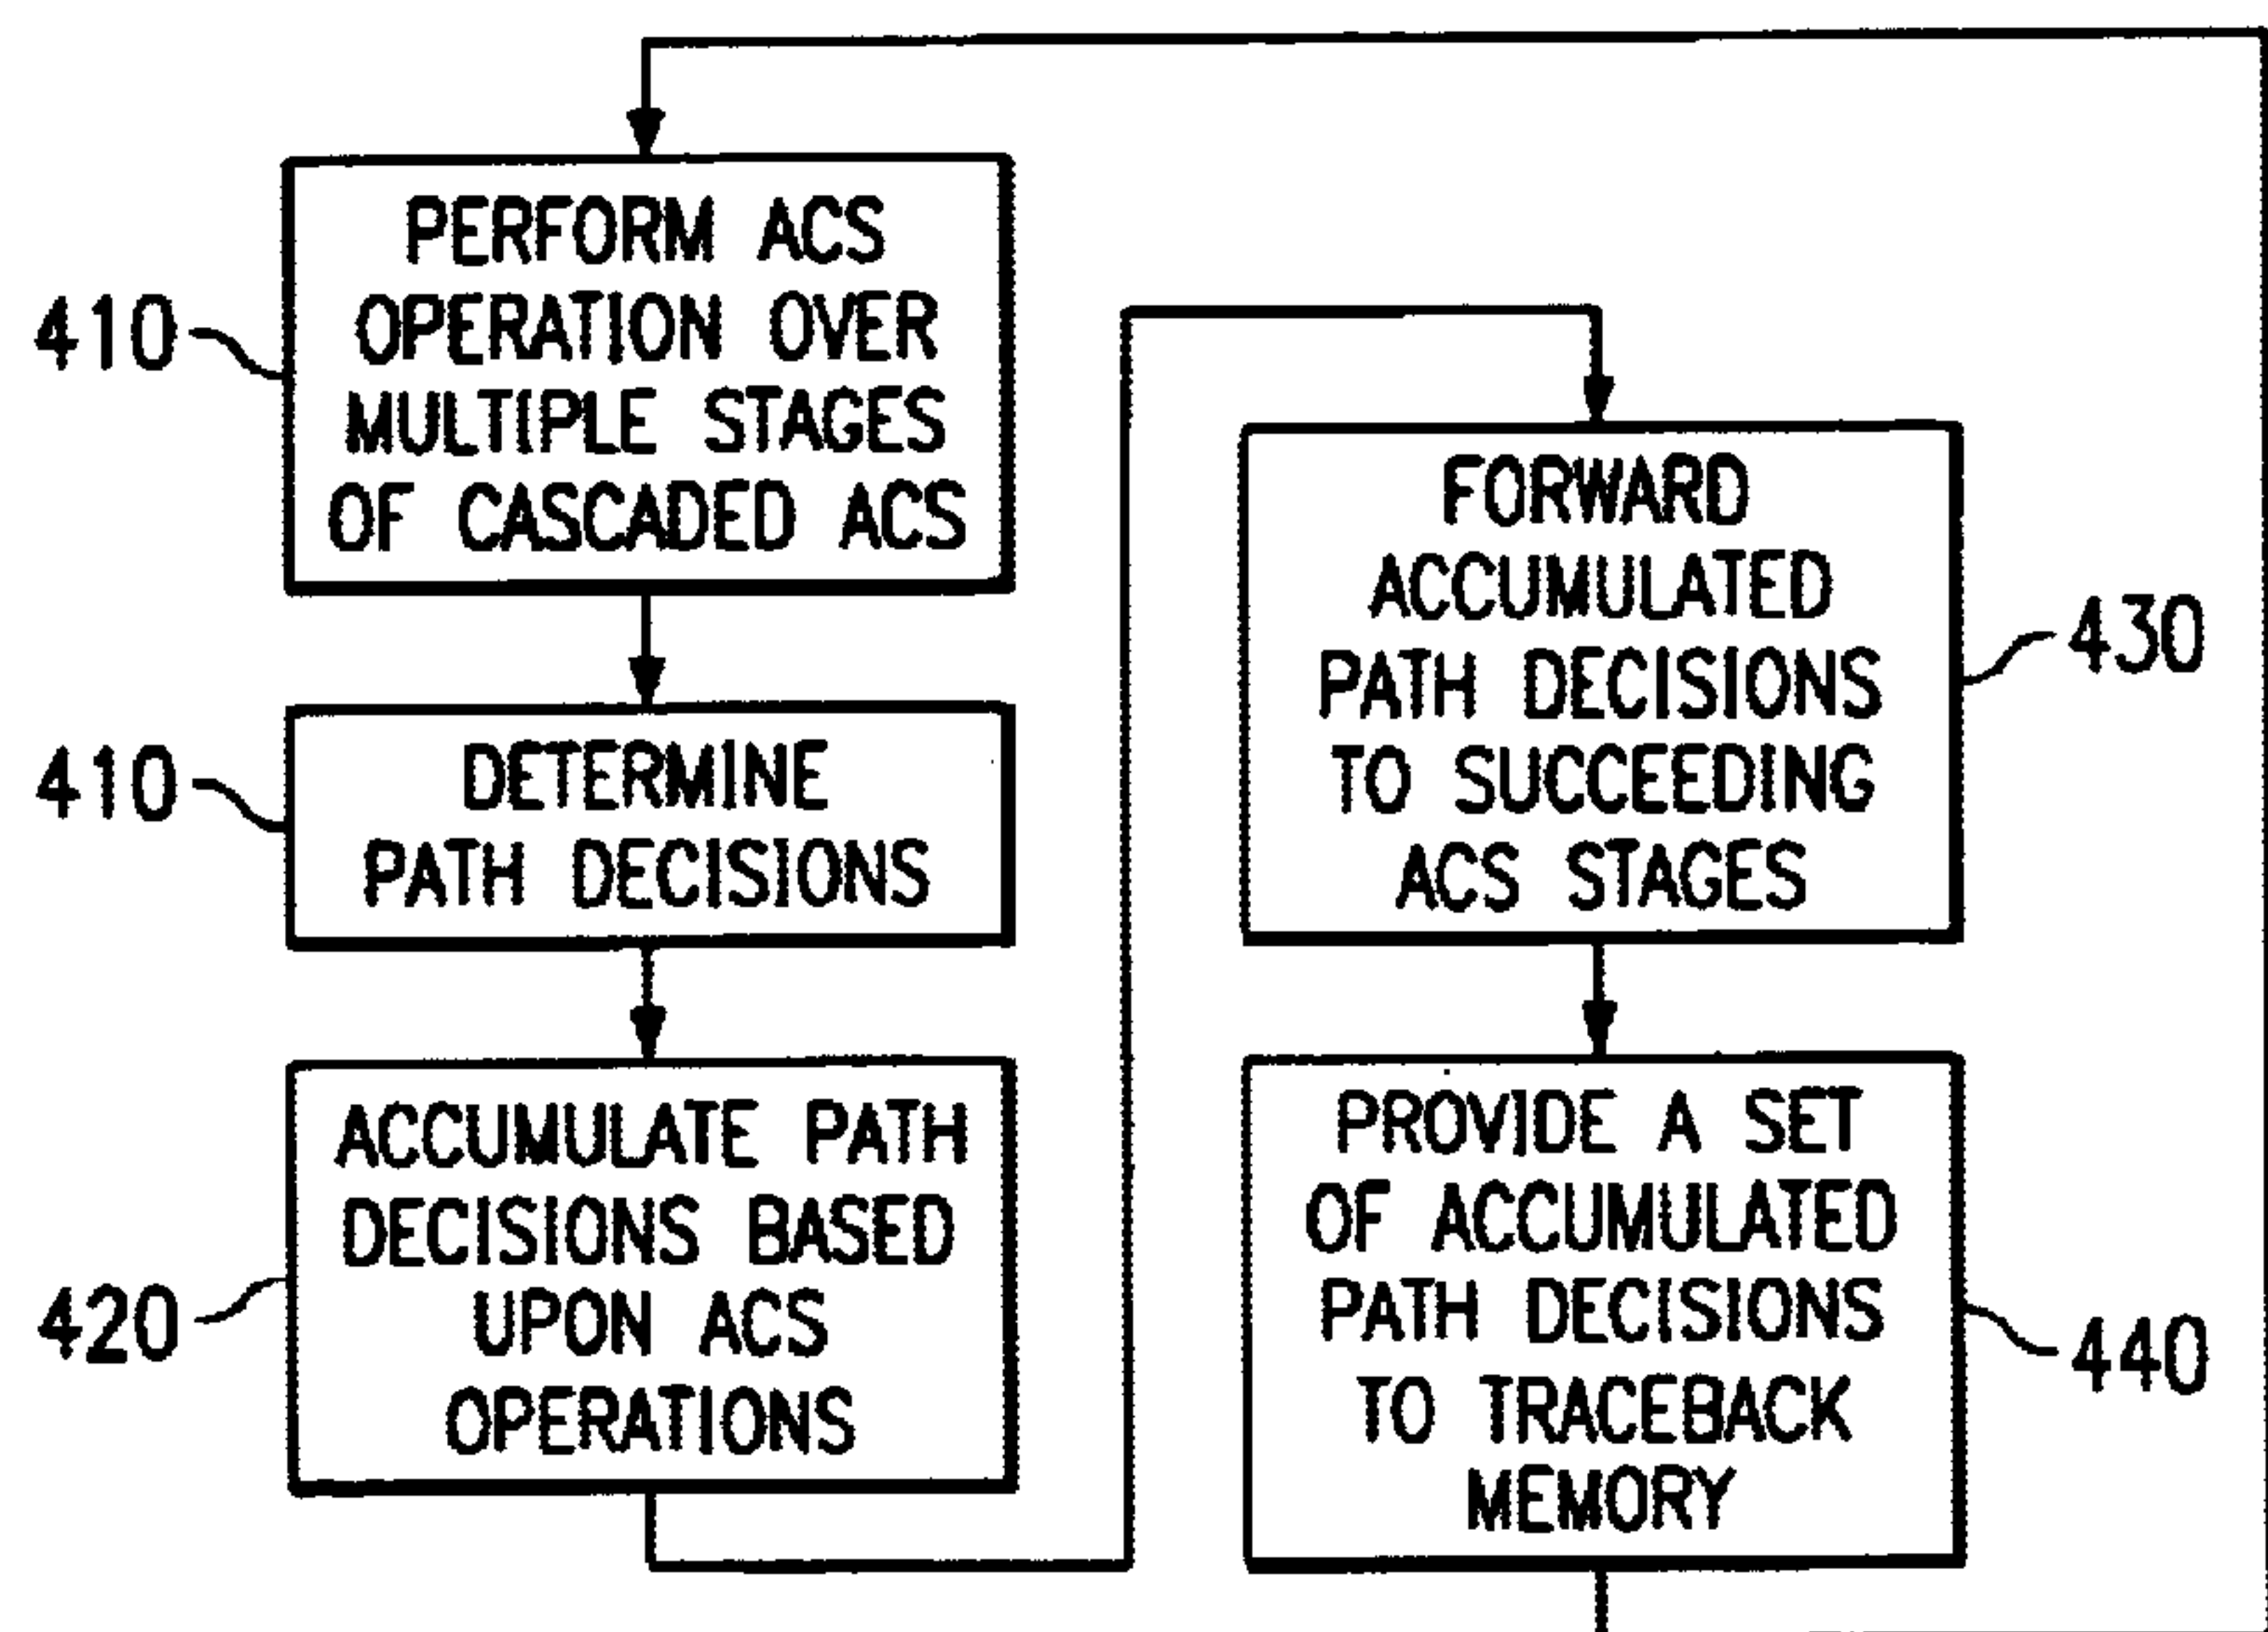 PERFORM ACS
OPERATION OVER
MULTIPLE STAGES
OF CASCADED ACS
410
DETERMINE
PATH DECISIONS
410
ACCUMULATE PATH
DECISIONS BASED
UPON ACS
OPERATIONS
420
FORWARD
ACCUMULATED
PATH DECISIONS
TO SUCCEEDING
ACS STAGES
430
PROVIDE A SET
OF ACCUMULATED
PATH DECISIONS
TO TRACEBACK
MEMORY
440